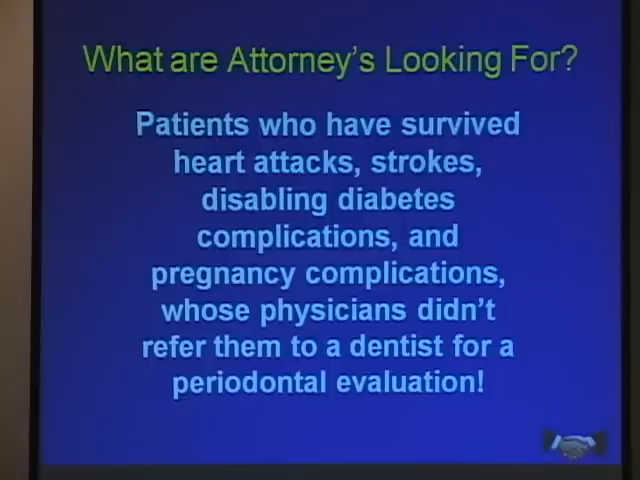 What are Attorney's Looking For?
Patients who have survived
heart attacks, strokes,
disabling diabetes
complications, and
pregnancy complications,
whose physicians didn't
refer them to a dentist for a
periodontal evaluation!